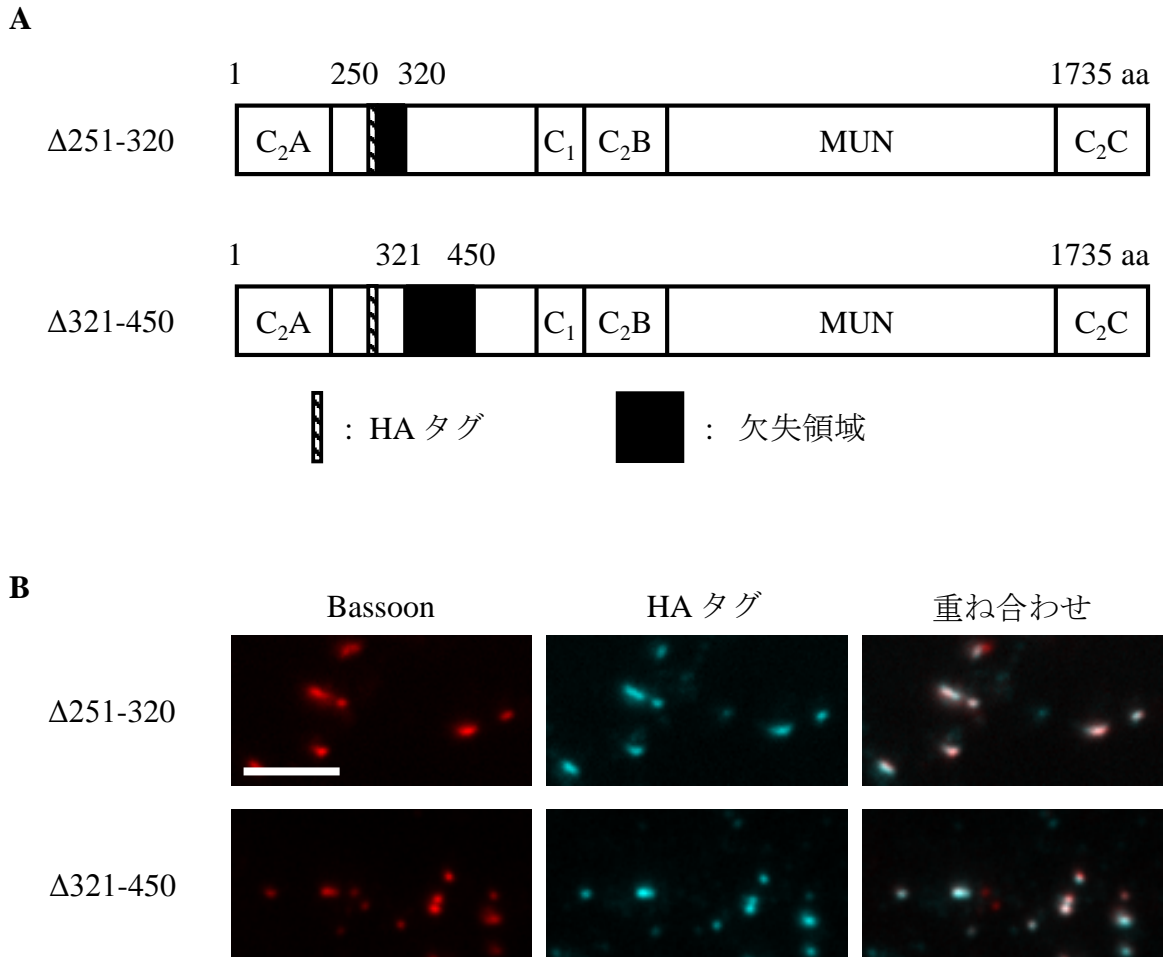 A
1 250 320 1735 aa
Δ251-320 C₂A C₁ C₂B MUN C₂C
1 321 450 1735 aa
Δ321-450 C₂A C₁ C₂B MUN C₂C
: HA タグ : 欠失領域
B
Bassoon HA タグ 重ね合わせ
Δ251-320
Δ321-450